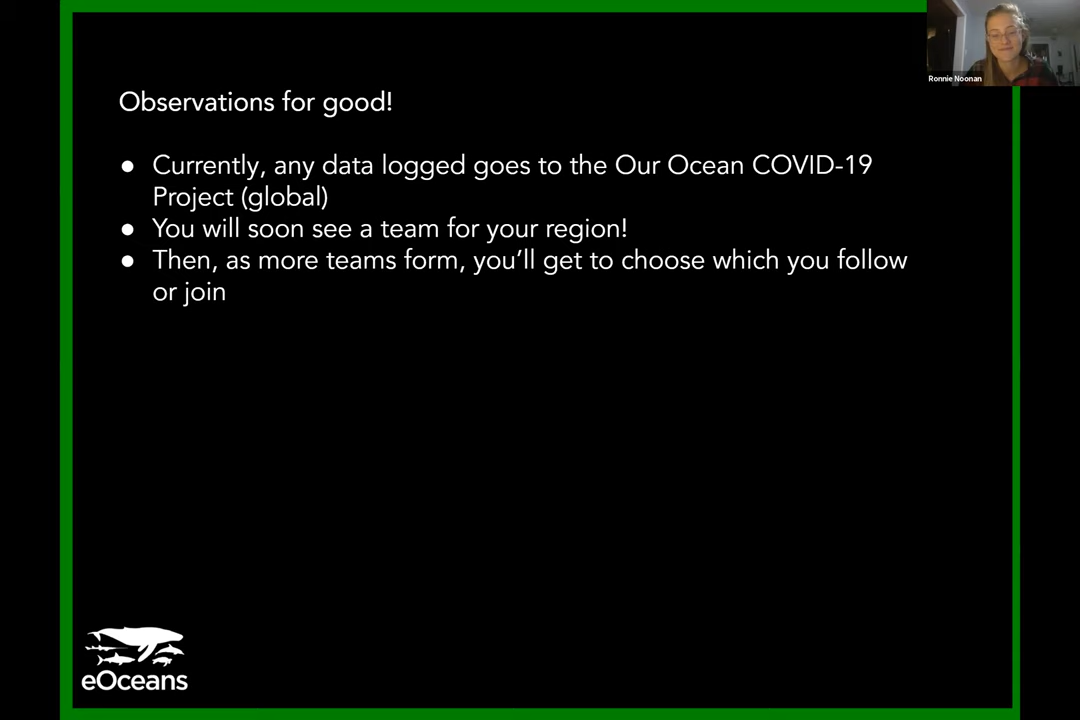 Ronnie Noonan
Observations for good!
● Currently, any data logged goes to the Our Ocean COVID-19
Project (global)
● You will soon see a team for your region!
● Then, as more teams form, you’ll get to choose which you follow
or join
eOceans